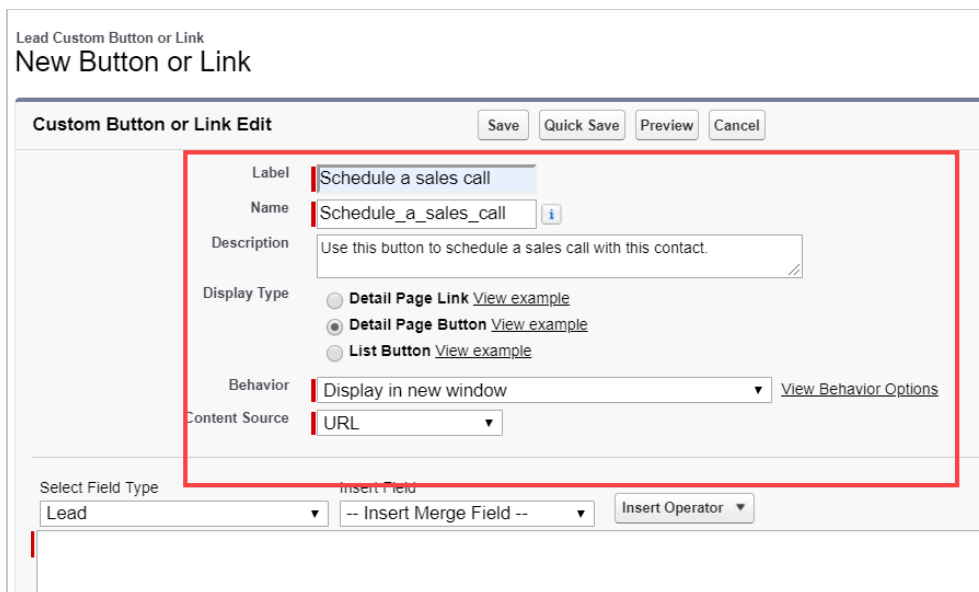 Lead Custom Button or Link
New Button or Link
Custom Button or Link Edit
Save
Quick Save
Preview
Cancel
Label
Schedule a sales call
Name
Schedule_a_sales_call
i
Description
Use this button to schedule a sales call with this contact.
Display Type
Detail Page Link View example
Detail Page Button View example
List Button View example
Behavior
Display in new window
View Behavior Options
Content Source
URL
Select Field Type
Insert Field
Lead
-- Insert Merge Field --
Insert Operator